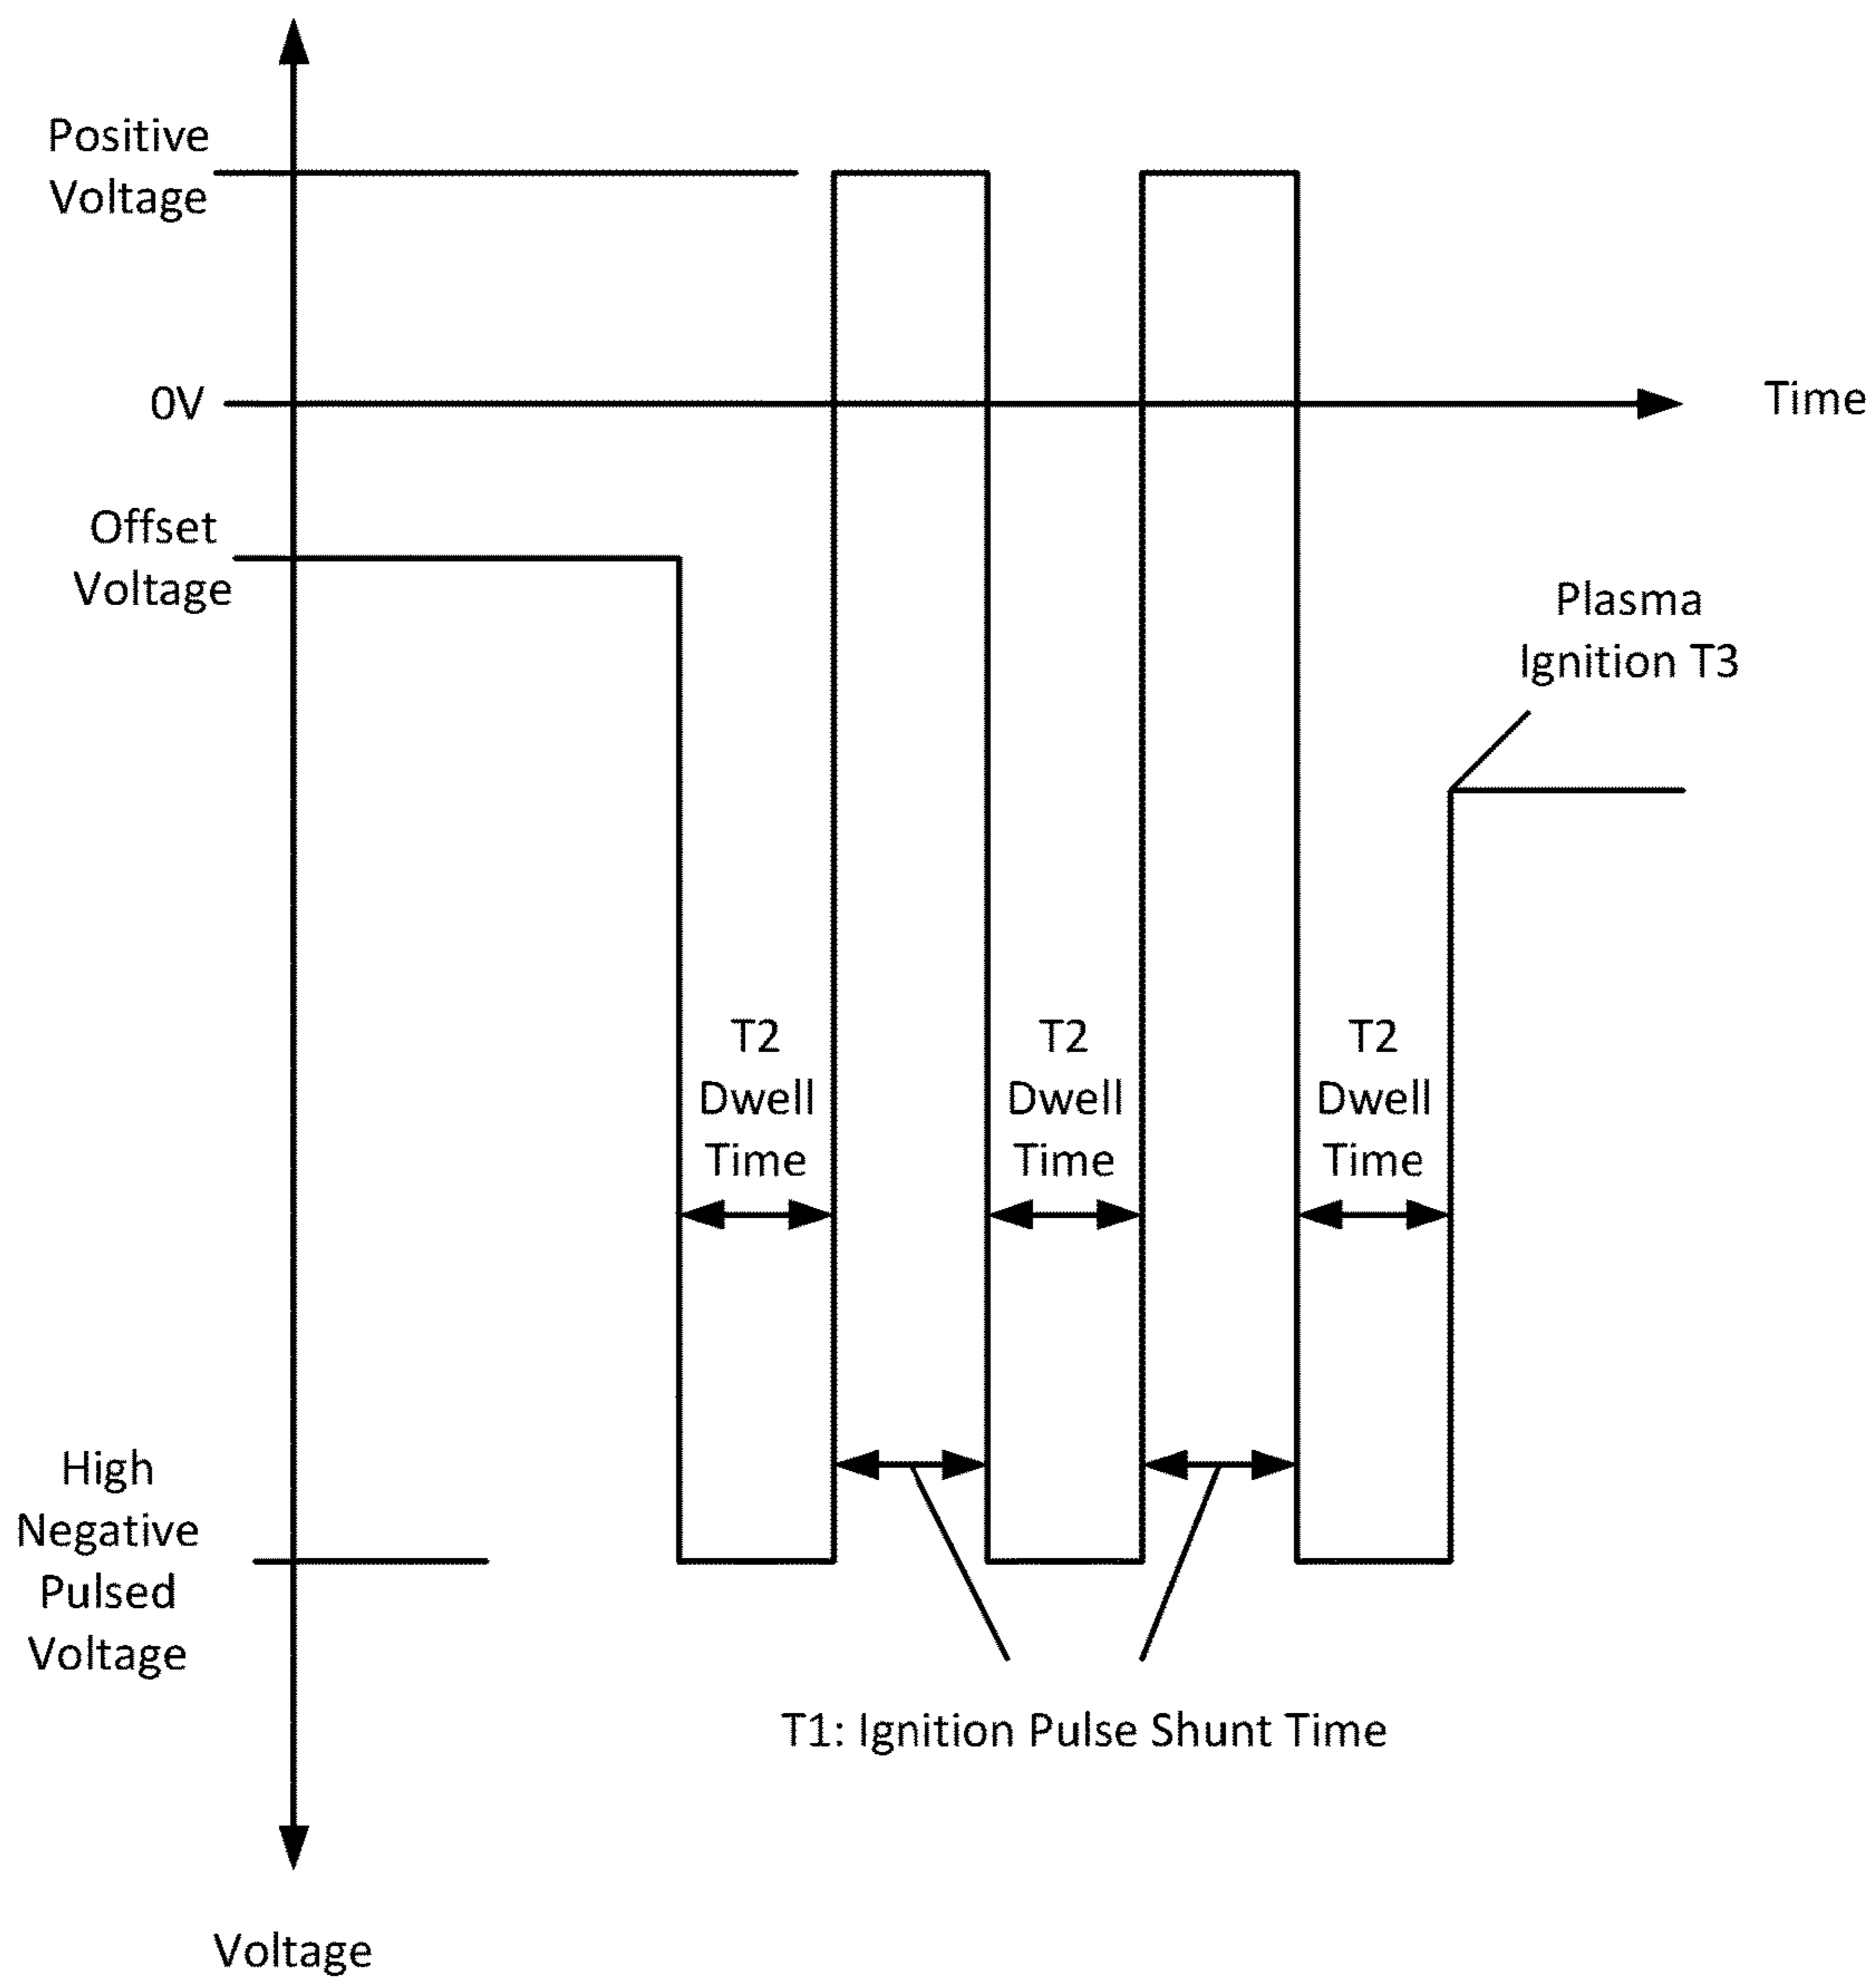 Positive
Voltage
0V
Time
Offset
Voltage
Plasma
Ignition T3
T2
Dwell
Time
T2
Dwell
Time
T2
Dwell
Time
High
Negative
Pulsed
Voltage
T1: Ignition Pulse Shunt Time
Voltage